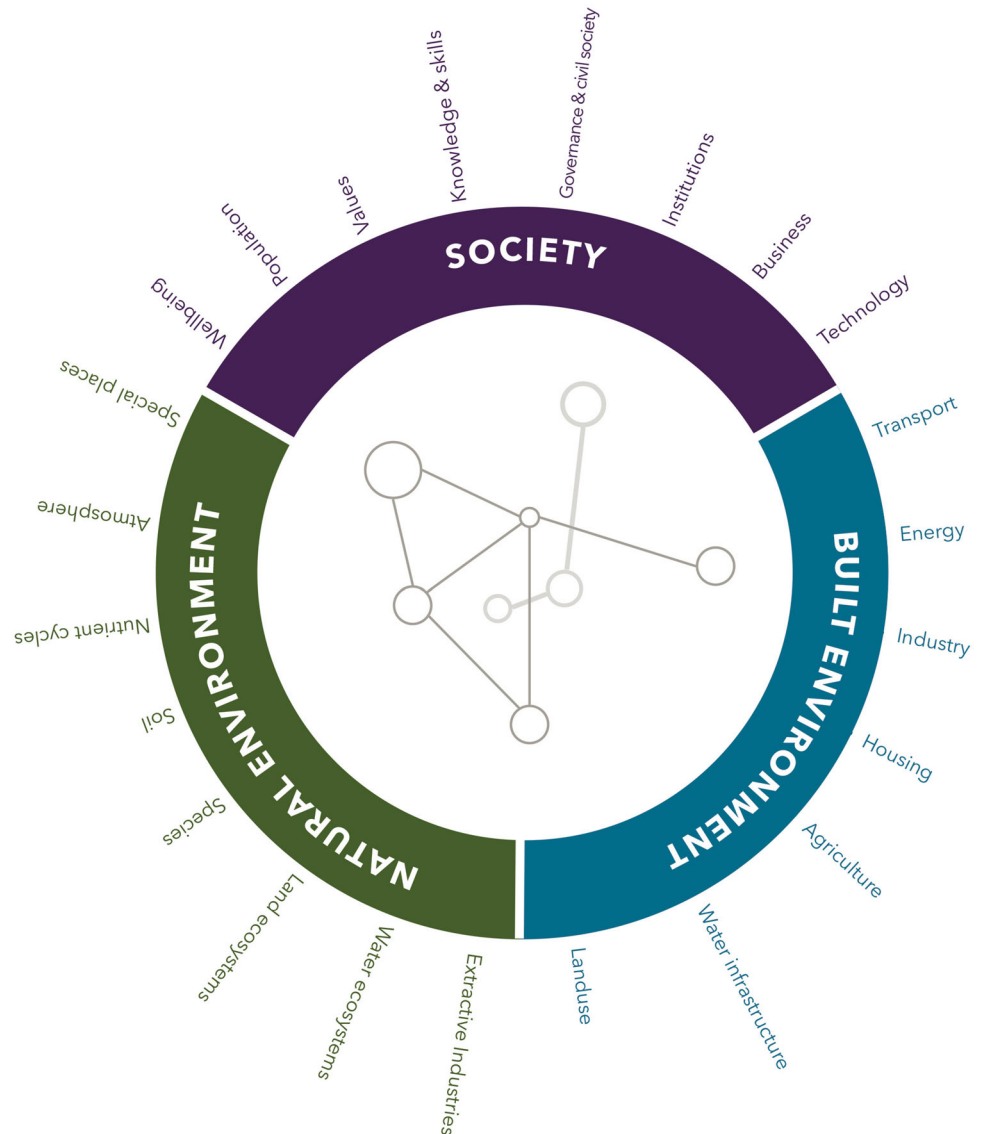 SOCIETY
Wellbeing
Population
Values
Knowledge & skills
Governance & civil society
Institutions
Business
Technology
BUILT ENVIRONMENT
Transport
Energy
Industry
Housing
Agriculture
Water infrastructure
Landuse
NATURAL ENVIRONMENT
Extractive Industries
Water ecosystems
Land ecosystems
Species
Soil
Nutrient cycles
Atmosphere
Special places